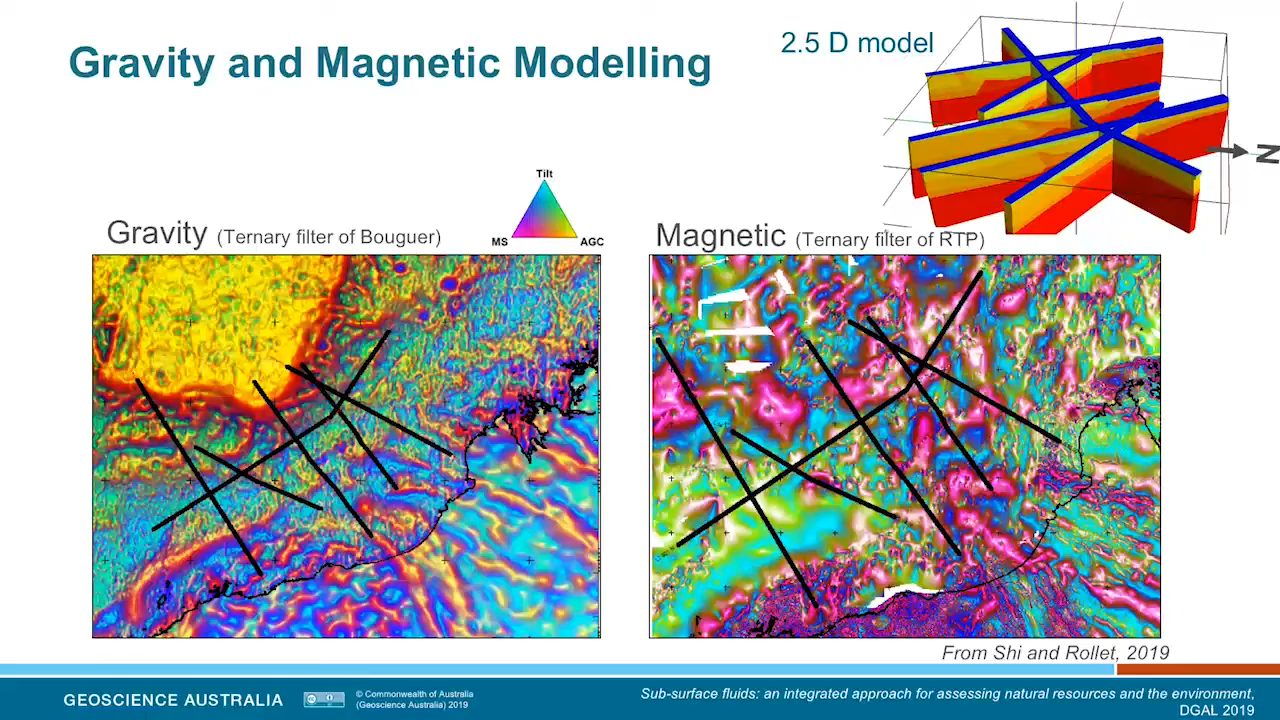 Gravity and Magnetic Modelling
2.5 D model
N
Tilt
MS
AGC
Gravity (Ternary filter of Bouguer)
Magnetic (Ternary filter of RTP)
From Shi and Rollet, 2019
GEOSCIENCE AUSTRALIA
© Commonwealth of Australia
(Geoscience Australia) 2019
Sub-surface fluids: an integrated approach for assessing natural resources and the environment,
DGAL 2019